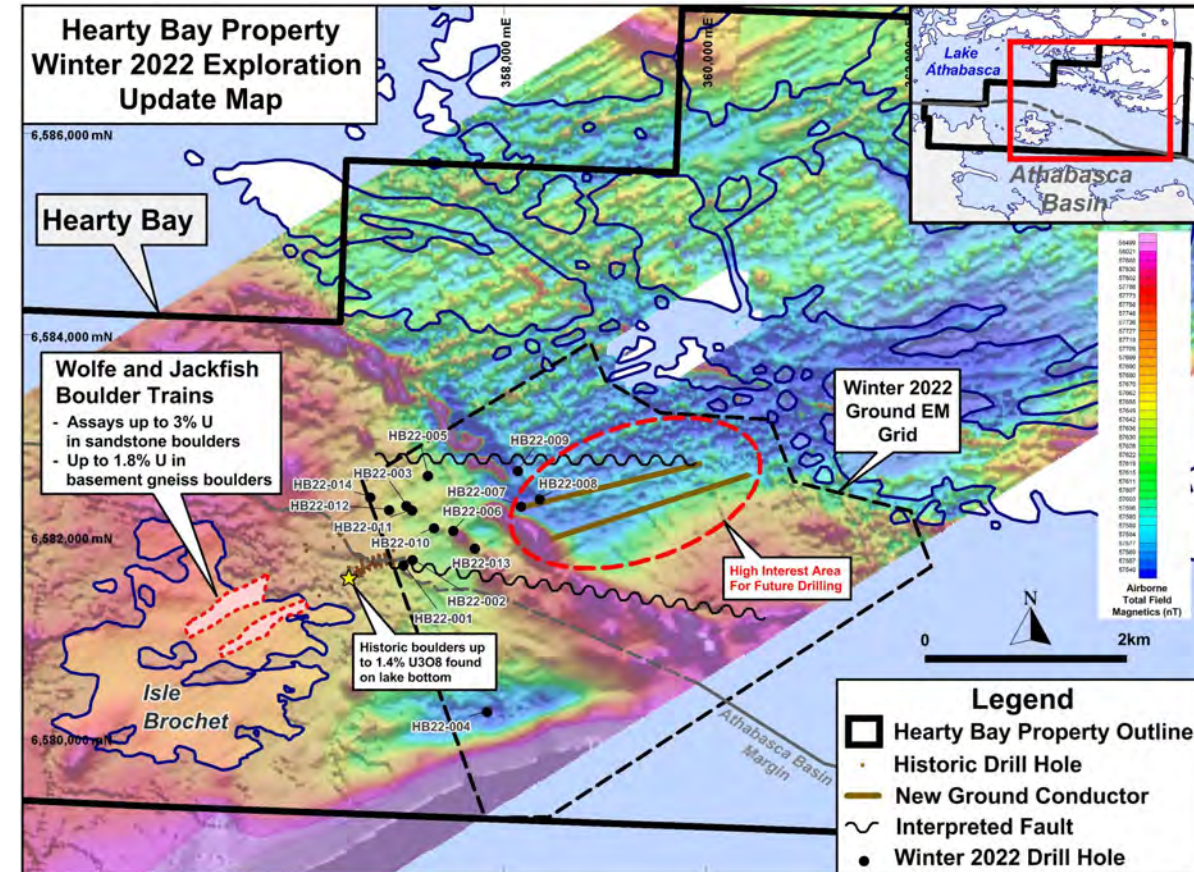 Hearty Bay Property
Winter 2022 Exploration
Update Map
358,000 mE
360,000 mE
6,586,000 mN
6,584,000 mN
6,582,000 mN
6,580,000 mN
Lake
Athabasca
Athabasca
Basin
Hearty Bay
Wolfe and Jackfish
Boulder Trains
- Assays up to 3% U
in sandstone boulders
- Up to 1.8% U in
basement gneiss boulders
Winter 2022
Ground EM
Grid
HB22-005
HB22-009
HB22-003
HB22-014
HB22-007
HB22-008
HB22-012
HB22-006
HB22-011
HB22-010
HB22-013
HB22-002
HB22-001
HB22-004
High Interest Area
For Future Drilling
Historic boulders up
to 1.4% U3O8 found
on lake bottom
Isle
Brochet
Athabasca Basin
Margin
Airborne
Total Field
Magnetics (nT)
N
0
2km
Legend
Hearty Bay Property Outline
Historic Drill Hole
New Ground Conductor
Interpreted Fault
Winter 2022 Drill Hole